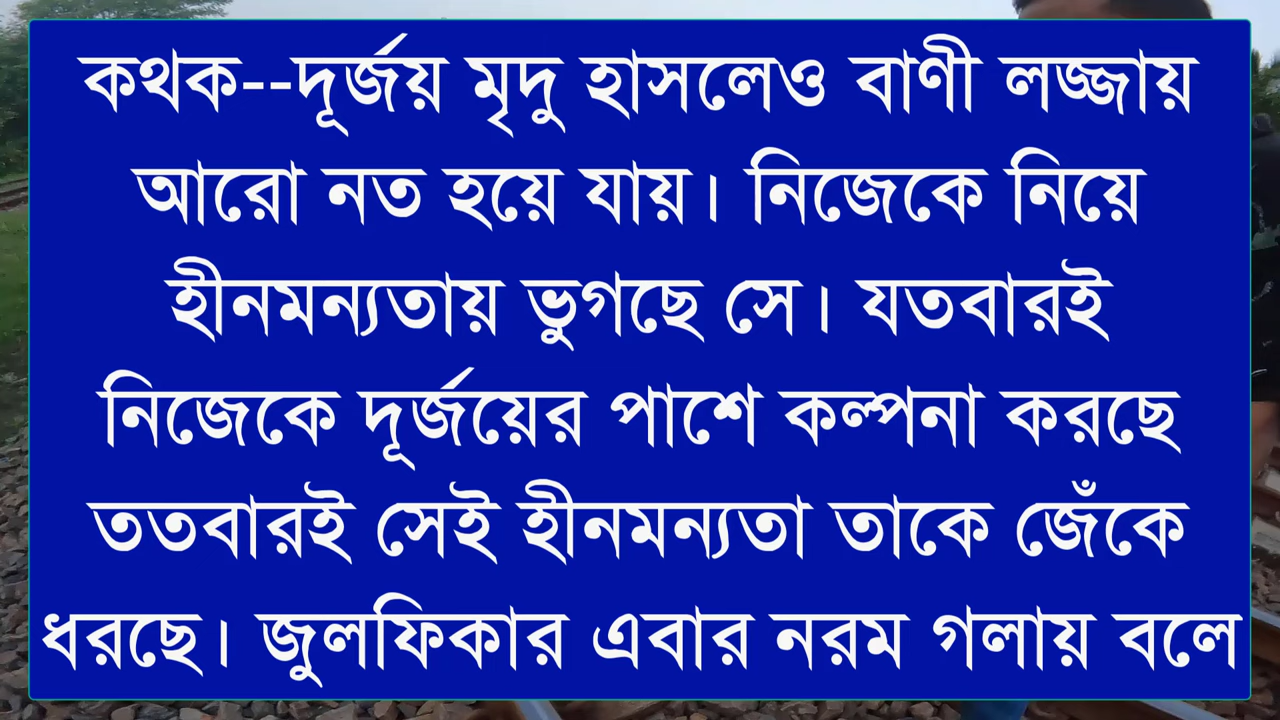 কথক--দূর্জয় মৃদু হাসলেও বাণী লজ্জায়
আরো নত হয়ে যায়। নিজেকে নিয়ে
হীনমন্যতায় ভুগছে সে। যতবারই
নিজেকে দূর্জয়ের পাশে কল্পনা করছে
ততবারই সেই হীনমন্যতা তাকে জেঁকে
ধরছে। জুলফিকার এবার নরম গলায় বলে